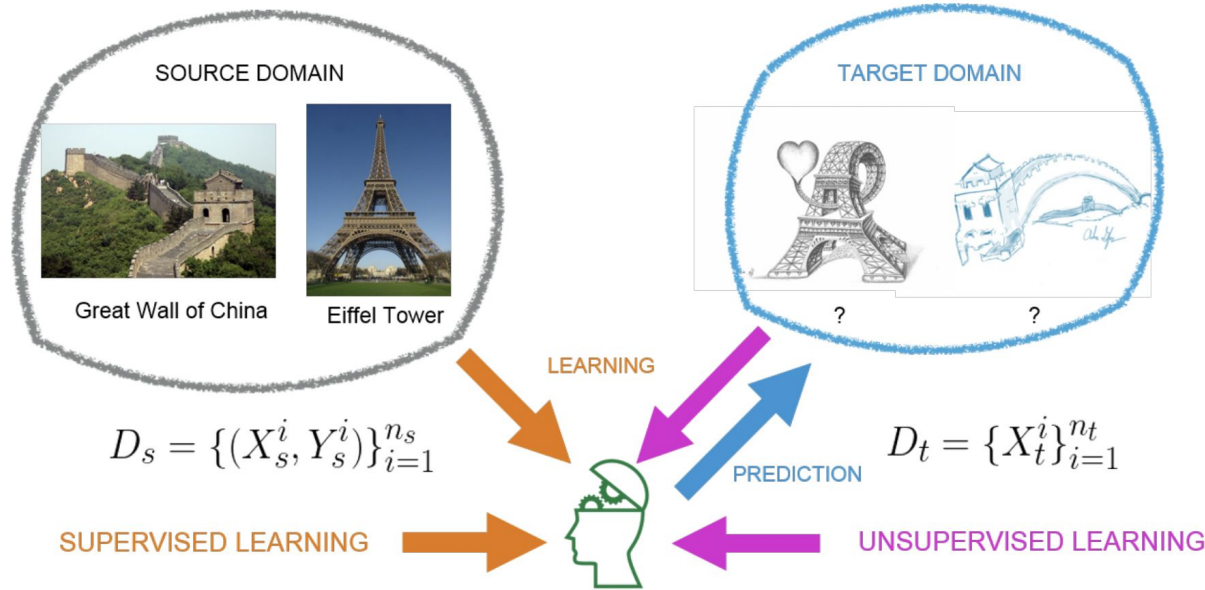 SOURCE DOMAIN
Great Wall of China
Eiffel Tower
TARGET DOMAIN
?
?
LEARNING
PREDICTION
D_s = {(X_s^i, Y_s^i)}_{i=1}^{n_s}
D_t = {X_t^i}_{i=1}^{n_t}
SUPERVISED LEARNING
UNSUPERVISED LEARNING